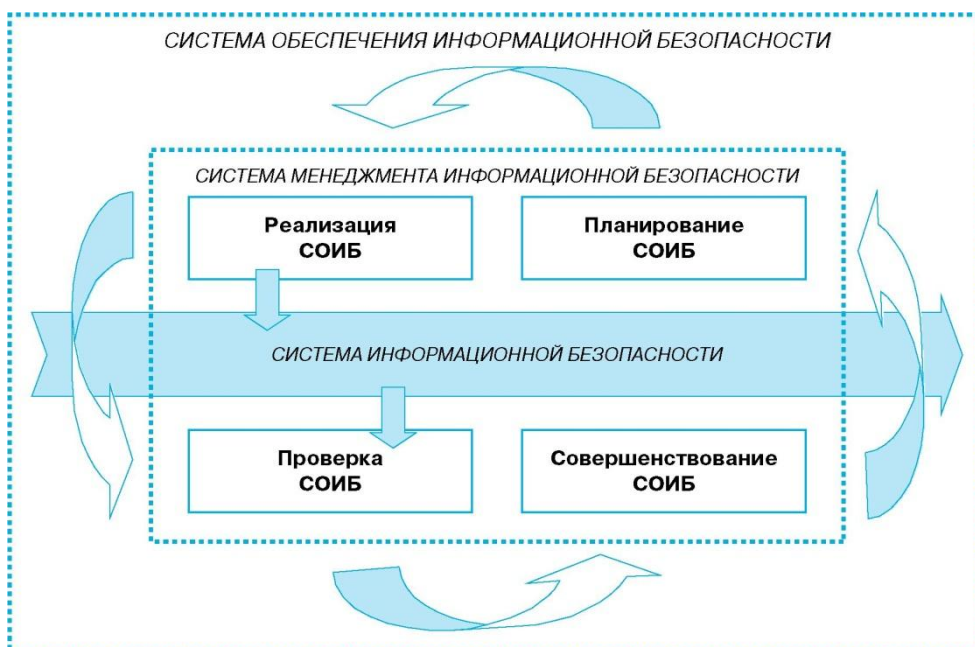 СИСТЕМА ОБЕСПЕЧЕНИЯ ИНФОРМАЦИОННОЙ БЕЗОПАСНОСТИ
СИСТЕМА МЕНЕДЖМЕНТА ИНФОРМАЦИОННОЙ БЕЗОПАСНОСТИ
Реализация
СОИБ
Планирование
СОИБ
СИСТЕМА ИНФОРМАЦИОННОЙ БЕЗОПАСНОСТИ
Проверка
СОИБ
Совершенствование
СОИБ